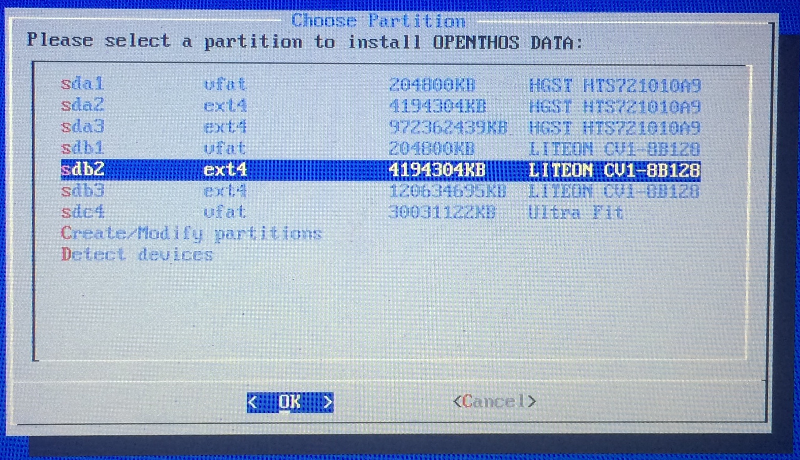 Choose Partition
Please select a partition to install OPENTHOS DATA:
sda1 vfat 204800KB HGST HTS721010A9
sda2 ext4 4194304KB HGST HTS721010A9
sda3 ext4 972362439KB HGST HTS721010A9
sdb1 vfat 204800KB LITEON CV1-8B128
sdb2 ext4 4194304KB LITEON CV1-8B128
sdb3 ext4 120634695KB LITEON CV1-8B128
sdc4 vfat 30031122KB Ultra Fit
Create/Modify partitions
Detect devices
< OK > <Cancel>